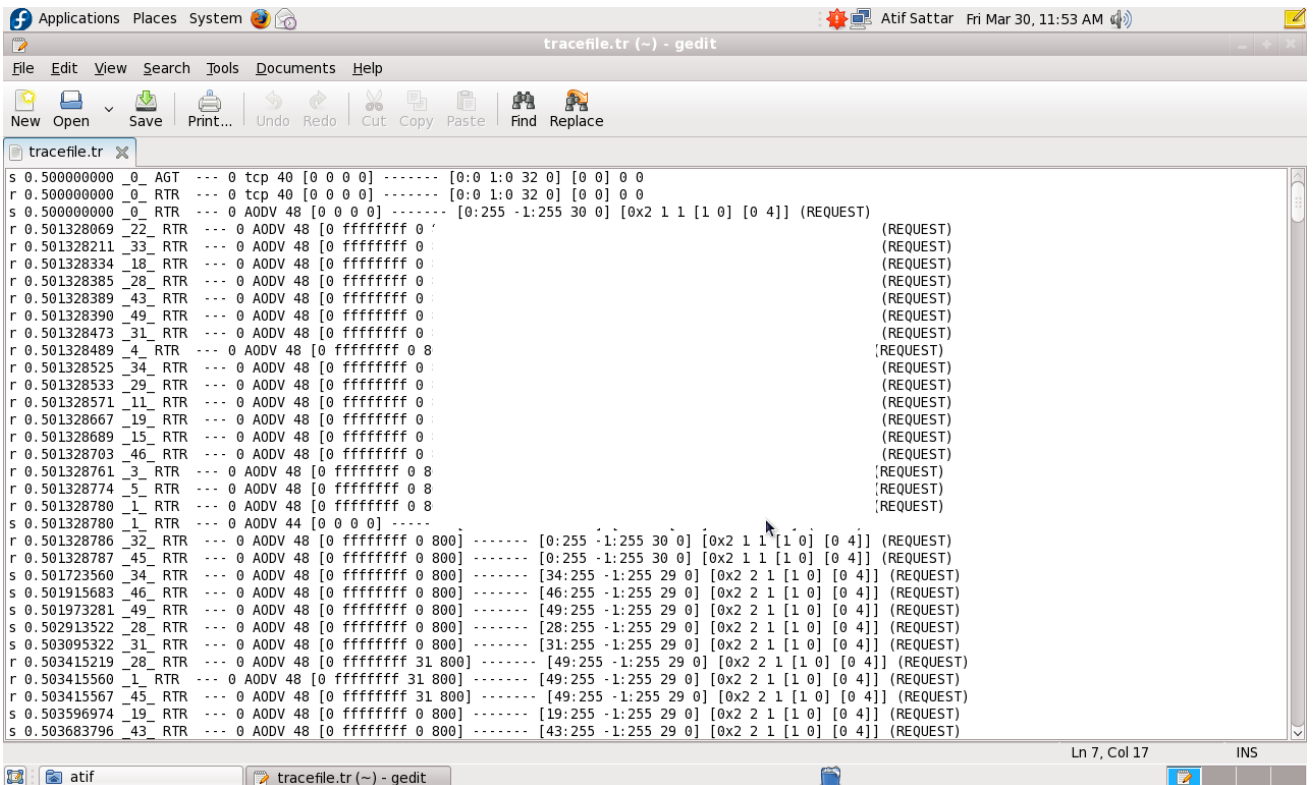 Applications Places System Atif Sattar Fri Mar 30, 11:53 AM
tracefile.tr (~) - gedit
File Edit View Search Tools Documents Help
New Open Save Print... Undo Redo Cut Copy Paste Find Replace
tracefile.tr
s 0.500000000 _0_ AGT --- 0 tcp 40 [0 0 0 0] ------- [0:0 1:0 32 0] [0 0] 0 0
r 0.500000000 _0_ RTR --- 0 tcp 40 [0 0 0 0] ------- [0:0 1:0 32 0] [0 0] 0 0
s 0.500000000 _0_ RTR --- 0 AODV 48 [0 0 0 0] ------- [0:255 -1:255 30 0] [0x2 1 1 [1 0] [0 4]] (REQUEST)
r 0.501328069 _22_ RTR --- 0 AODV 48 [0 ffffffff 0 (REQUEST)
r 0.501328211 _33_ RTR --- 0 AODV 48 [0 ffffffff 0 (REQUEST)
r 0.501328334 _18_ RTR --- 0 AODV 48 [0 ffffffff 0 (REQUEST)
r 0.501328385 _28_ RTR --- 0 AODV 48 [0 ffffffff 0 (REQUEST)
r 0.501328389 _43_ RTR --- 0 AODV 48 [0 ffffffff 0 (REQUEST)
r 0.501328390 _49_ RTR --- 0 AODV 48 [0 ffffffff 0 (REQUEST)
r 0.501328473 _31_ RTR --- 0 AODV 48 [0 ffffffff 0 (REQUEST)
r 0.501328489 _4_ RTR --- 0 AODV 48 [0 ffffffff 0 8 (REQUEST)
r 0.501328525 _34_ RTR --- 0 AODV 48 [0 ffffffff 0 (REQUEST)
r 0.501328533 _29_ RTR --- 0 AODV 48 [0 ffffffff 0 (REQUEST)
r 0.501328571 _11_ RTR --- 0 AODV 48 [0 ffffffff 0 (REQUEST)
r 0.501328667 _19_ RTR --- 0 AODV 48 [0 ffffffff 0 (REQUEST)
r 0.501328689 _15_ RTR --- 0 AODV 48 [0 ffffffff 0 (REQUEST)
r 0.501328703 _46_ RTR --- 0 AODV 48 [0 ffffffff 0 (REQUEST)
r 0.501328761 _3_ RTR --- 0 AODV 48 [0 ffffffff 0 8 (REQUEST)
r 0.501328774 _5_ RTR --- 0 AODV 48 [0 ffffffff 0 8 (REQUEST)
r 0.501328780 _1_ RTR --- 0 AODV 48 [0 ffffffff 0 8 (REQUEST)
s 0.501328780 _1_ RTR --- 0 AODV 44 [0 0 0 0] -----
r 0.501328786 _32_ RTR --- 0 AODV 48 [0 ffffffff 0 800] ------- [0:255 -1:255 30 0] [0x2 1 1 [1 0] [0 4]] (REQUEST)
r 0.501328787 _45_ RTR --- 0 AODV 48 [0 ffffffff 0 800] ------- [0:255 -1:255 30 0] [0x2 1 1 [1 0] [0 4]] (REQUEST)
s 0.501723560 _34_ RTR --- 0 AODV 48 [0 ffffffff 0 800] ------- [34:255 -1:255 29 0] [0x2 2 1 [1 0] [0 4]] (REQUEST)
s 0.501915683 _46_ RTR --- 0 AODV 48 [0 ffffffff 0 800] ------- [46:255 -1:255 29 0] [0x2 2 1 [1 0] [0 4]] (REQUEST)
s 0.501973281 _49_ RTR --- 0 AODV 48 [0 ffffffff 0 800] ------- [49:255 -1:255 29 0] [0x2 2 1 [1 0] [0 4]] (REQUEST)
s 0.502913522 _28_ RTR --- 0 AODV 48 [0 ffffffff 0 800] ------- [28:255 -1:255 29 0] [0x2 2 1 [1 0] [0 4]] (REQUEST)
s 0.503095322 _31_ RTR --- 0 AODV 48 [0 ffffffff 0 800] ------- [31:255 -1:255 29 0] [0x2 2 1 [1 0] [0 4]] (REQUEST)
r 0.503415219 _28_ RTR --- 0 AODV 48 [0 ffffffff 31 800] ------- [49:255 -1:255 29 0] [0x2 2 1 [1 0] [0 4]] (REQUEST)
r 0.503415560 _1_ RTR --- 0 AODV 48 [0 ffffffff 31 800] ------- [49:255 -1:255 29 0] [0x2 2 1 [1 0] [0 4]] (REQUEST)
r 0.503415567 _45_ RTR --- 0 AODV 48 [0 ffffffff 31 800] ------- [49:255 -1:255 29 0] [0x2 2 1 [1 0] [0 4]] (REQUEST)
s 0.503596974 _19_ RTR --- 0 AODV 48 [0 ffffffff 0 800] ------- [19:255 -1:255 29 0] [0x2 2 1 [1 0] [0 4]] (REQUEST)
s 0.503683796 _43_ RTR --- 0 AODV 48 [0 ffffffff 0 800] ------- [43:255 -1:255 29 0] [0x2 2 1 [1 0] [0 4]] (REQUEST)
Ln 7, Col 17 INS
atif tracefile.tr (~) - gedit